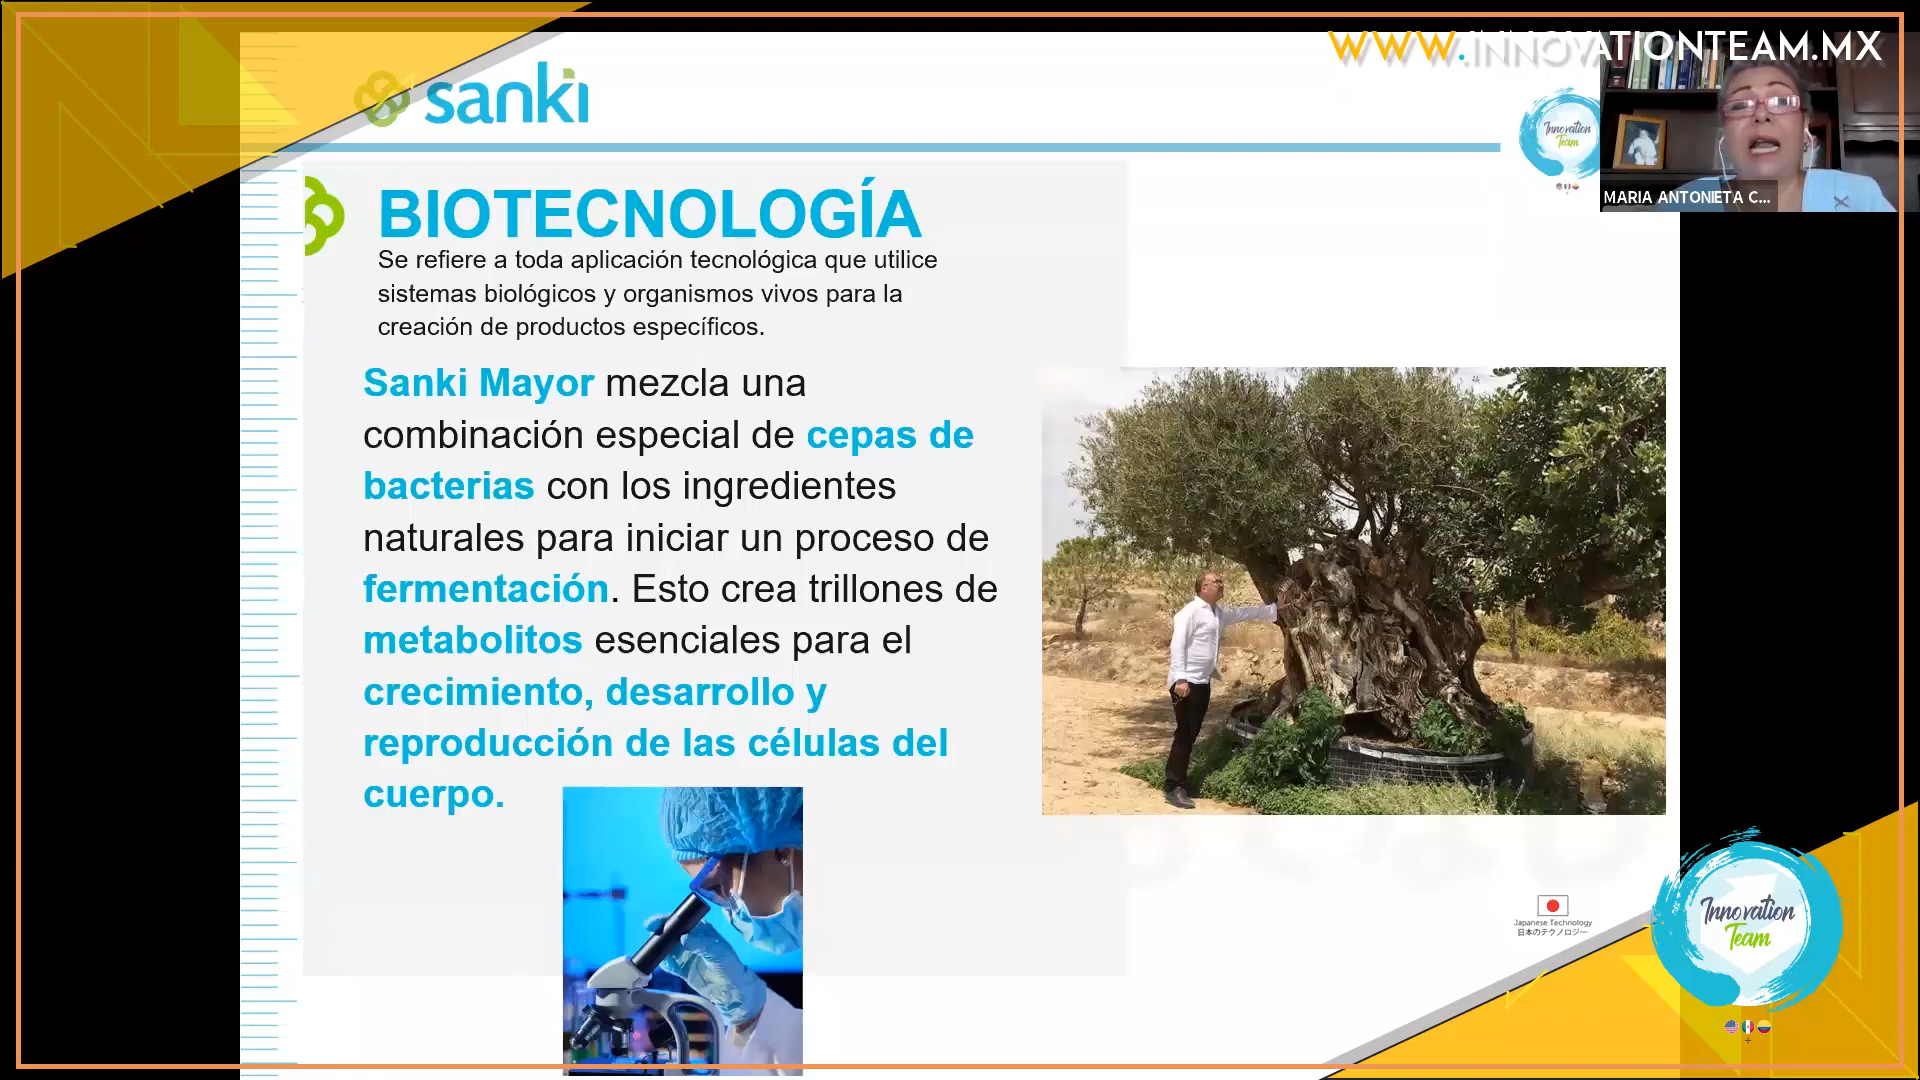 WWW.INNOVATIONTEAM.MX
sanki
Innovation
Team
MARIA ANTONIETA C...
BIOTECNOLOGÍA
Se refiere a toda aplicación tecnológica que utilice
sistemas biológicos y organismos vivos para la
creación de productos específicos.
Sanki Mayor mezcla una
combinación especial de cepas de
bacterias con los ingredientes
naturales para iniciar un proceso de
fermentación. Esto crea trillones de
metabolitos esenciales para el
crecimiento, desarrollo y
reproducción de las células del
cuerpo.
Japanese Technology
日本のテクノロジー
Innovation
Team